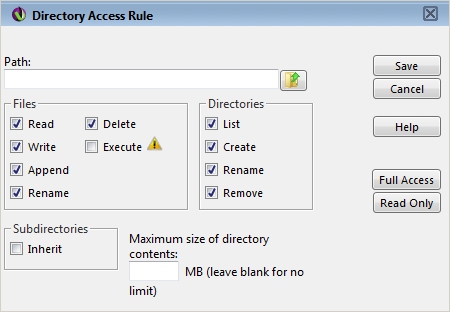 Directory Access Rule
Path:
Save
Cancel
Files
Directories
Read
Delete
List
Help
Write
Execute
Create
Append
Rename
Full Access
Rename
Remove
Read Only
Subdirectories
Inherit
Maximum size of directory
contents:
MB (leave blank for no
limit)